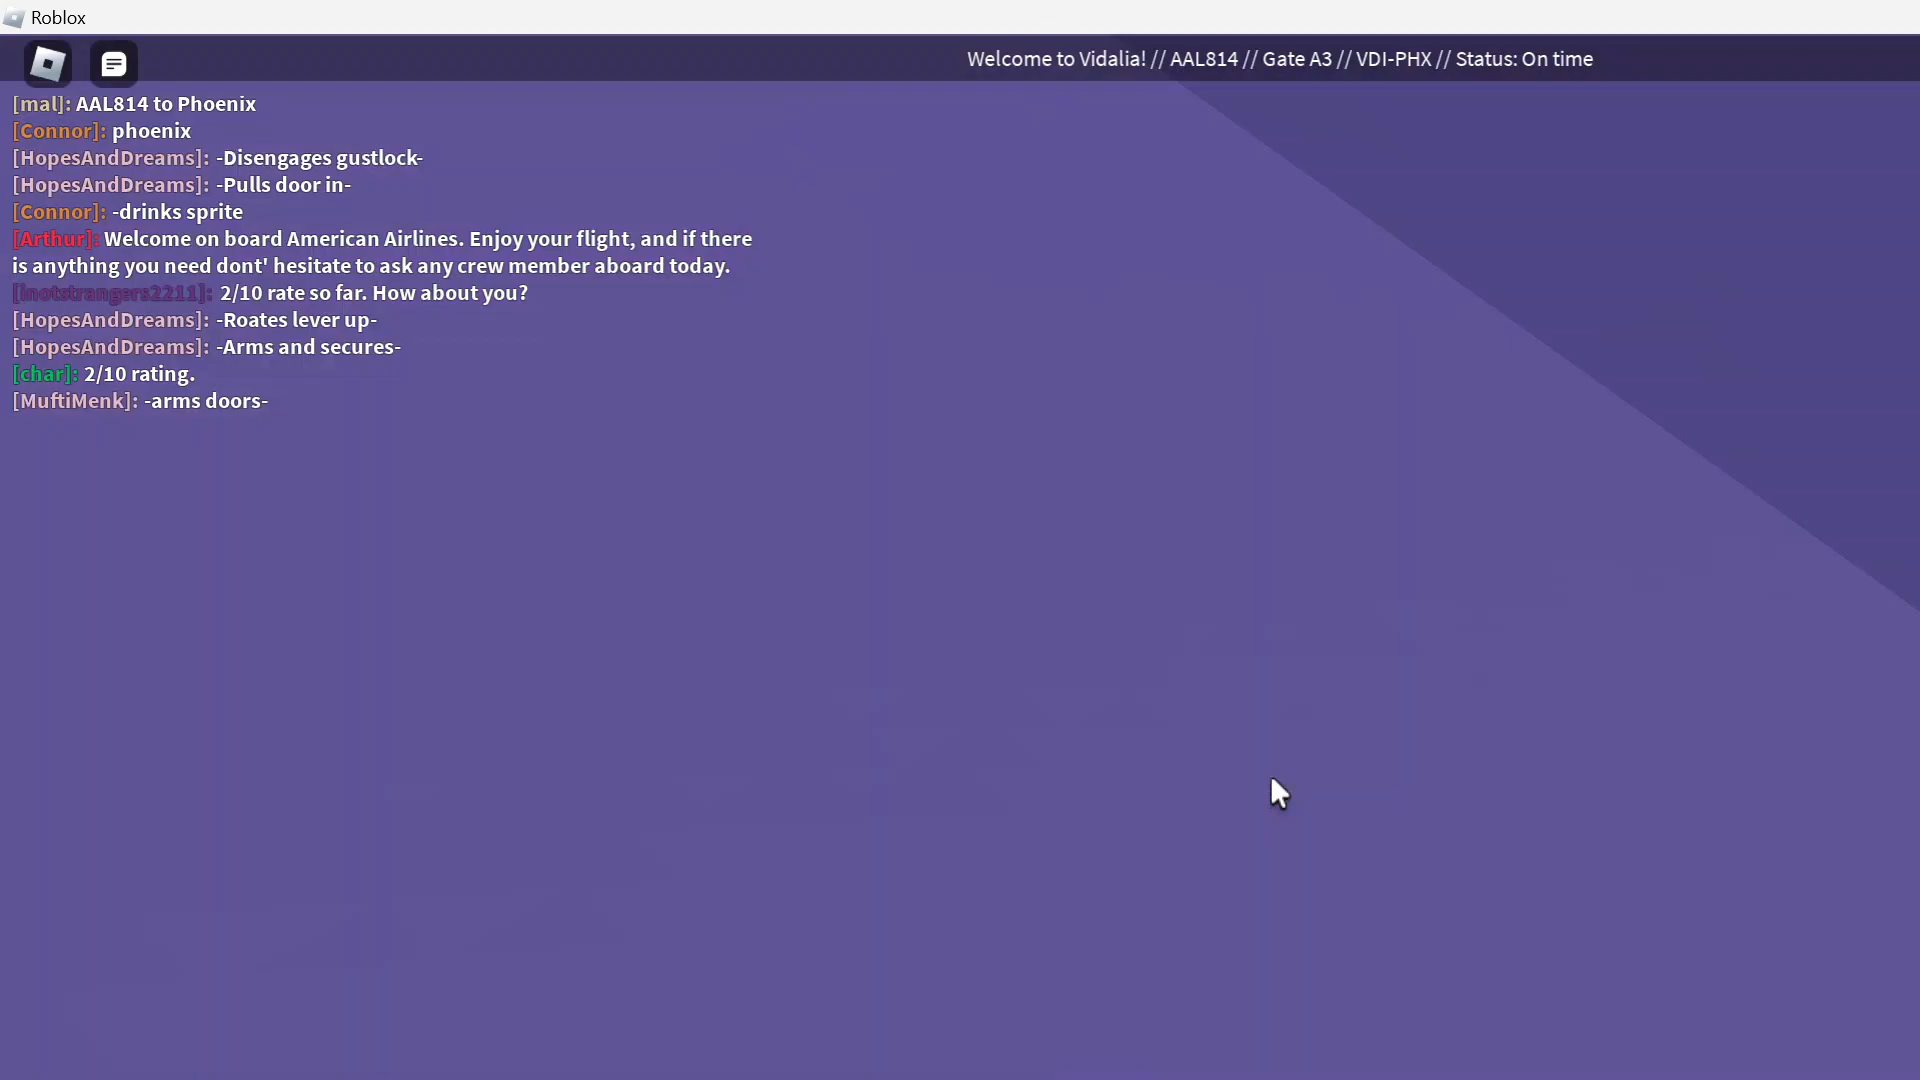 Roblox
Welcome to Vidalia! // AAL814 // Gate A3 // VDI-PHX // Status: On time
[mal]: AAL814 to Phoenix
[Connor]: phoenix
[HopesAndDreams]: -Disengages gustlock-
[HopesAndDreams]: -Pulls door in-
[Connor]: -drinks sprite
[Arthur]: Welcome on board American Airlines. Enjoy your flight, and if there
is anything you need dont' hesitate to ask any crew member aboard today.
[inotstrangers2211]: 2/10 rate so far. How about you?
[HopesAndDreams]: -Roates lever up-
[HopesAndDreams]: -Arms and secures-
[char]: 2/10 rating.
[MuftiMenk]: -arms doors-